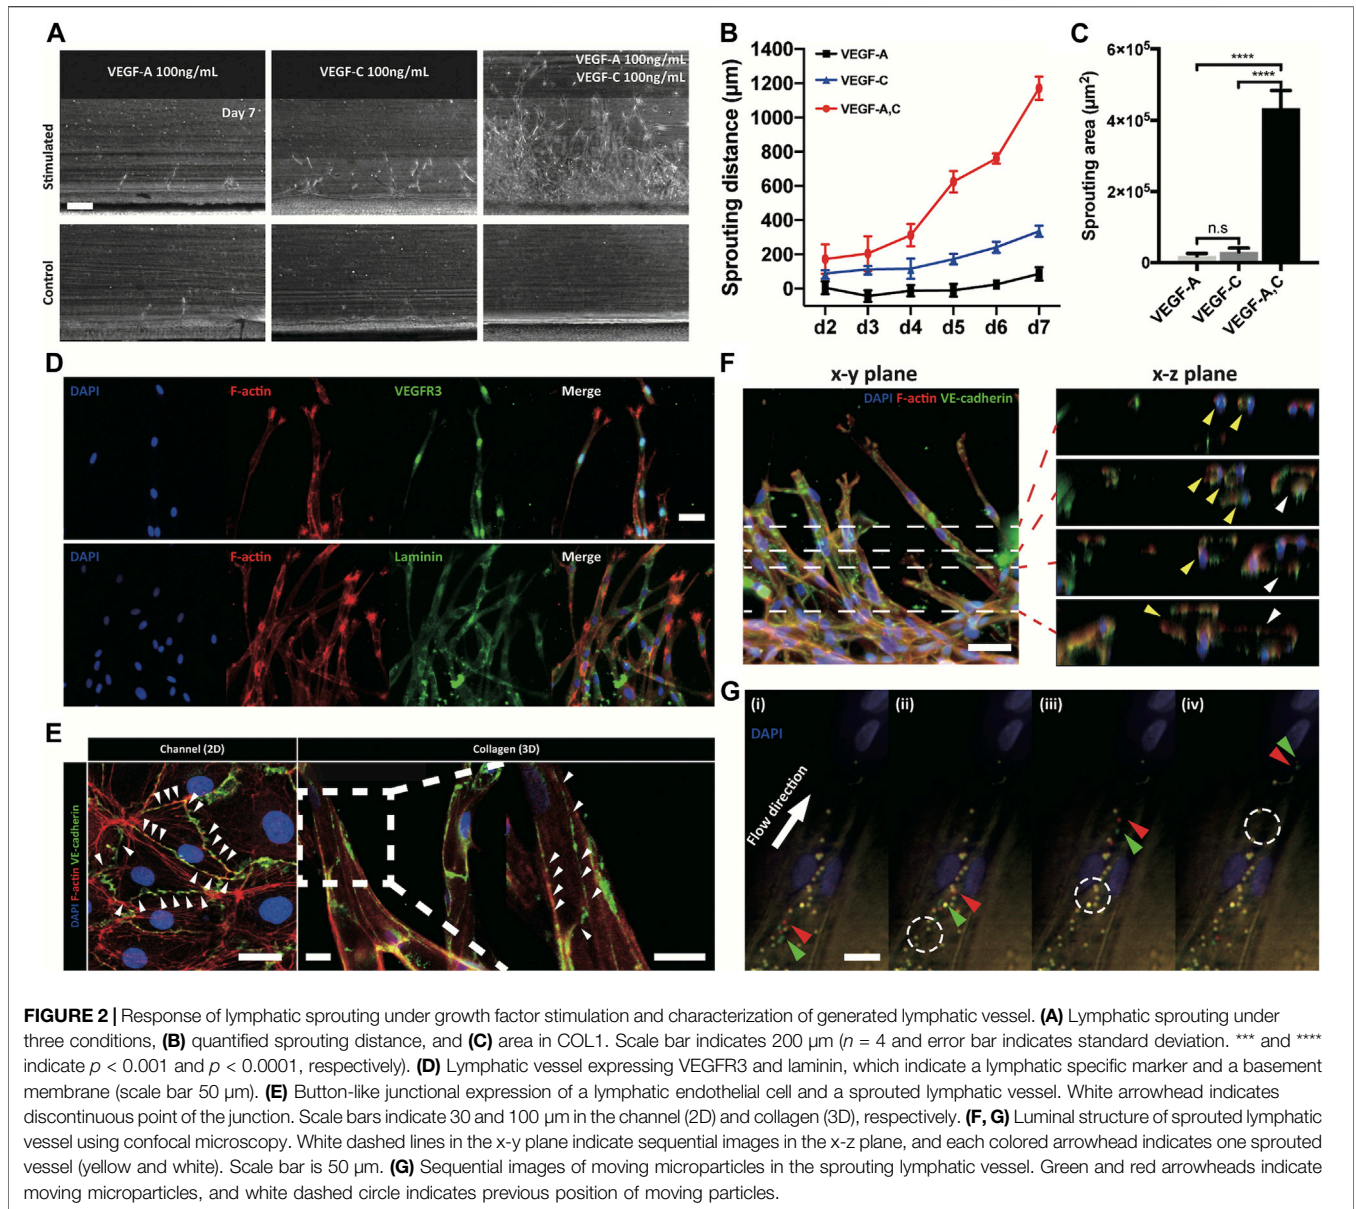 A
VEGF-A 100ng/mL
VEGF-C 100ng/mL
VEGF-A 100ng/mL
VEGF-C 100ng/mL
Day 7
Stimulated
Control
B
Sprouting distance (µm)
1400
1200
1000
800
600
400
200
0
VEGF-A
VEGF-C
VEGF-A,C
d2 d3 d4 d5 d6 d7
C
Sprouting area (µm²)
6×10⁵
4×10⁵
2×10⁵
0
****
****
n.s
VEGF-A
VEGF-C
VEGF-A,C
D
DAPI F-actin VEGFR3 Merge
DAPI F-actin Laminin Merge
E
Channel (2D) Collagen (3D)
DAPI F-actin VE-cadherin
F
x-y plane x-z plane
DAPI F-actin VE-cadherin
G
(i) (ii) (iii) (iv)
DAPI
Flow direction
FIGURE 2 | Response of lymphatic sprouting under growth factor stimulation and characterization of generated lymphatic vessel. (A) Lymphatic sprouting under
three conditions, (B) quantified sprouting distance, and (C) area in COL1. Scale bar indicates 200 µm (n = 4 and error bar indicates standard deviation. *** and ****
indicate p < 0.001 and p < 0.0001, respectively). (D) Lymphatic vessel expressing VEGFR3 and laminin, which indicate a lymphatic specific marker and a basement
membrane (scale bar 50 µm). (E) Button-like junctional expression of a lymphatic endothelial cell and a sprouted lymphatic vessel. White arrowhead indicates
discontinuous point of the junction. Scale bars indicate 30 and 100 µm in the channel (2D) and collagen (3D), respectively. (F, G) Luminal structure of sprouted lymphatic
vessel using confocal microscopy. White dashed lines in the x-y plane indicate sequential images in the x-z plane, and each colored arrowhead indicates one sprouted
vessel (yellow and white). Scale bar is 50 µm. (G) Sequential images of moving microparticles in the sprouting lymphatic vessel. Green and red arrowheads indicate
moving microparticles, and white dashed circle indicates previous position of moving particles.